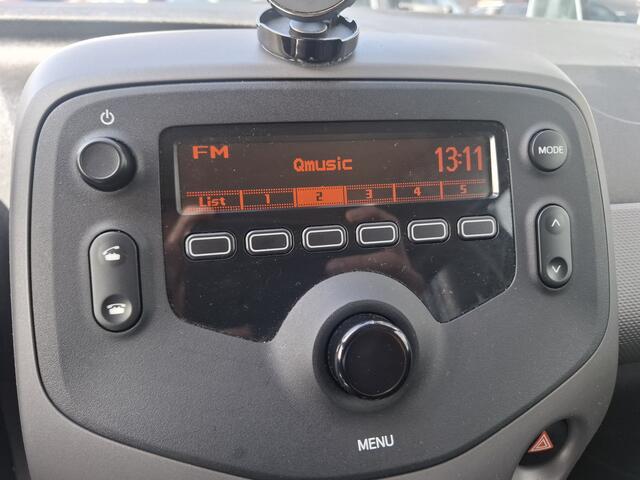 FM
Qmusic
13:11
MODE
List 1 2 3 4 5
MENU